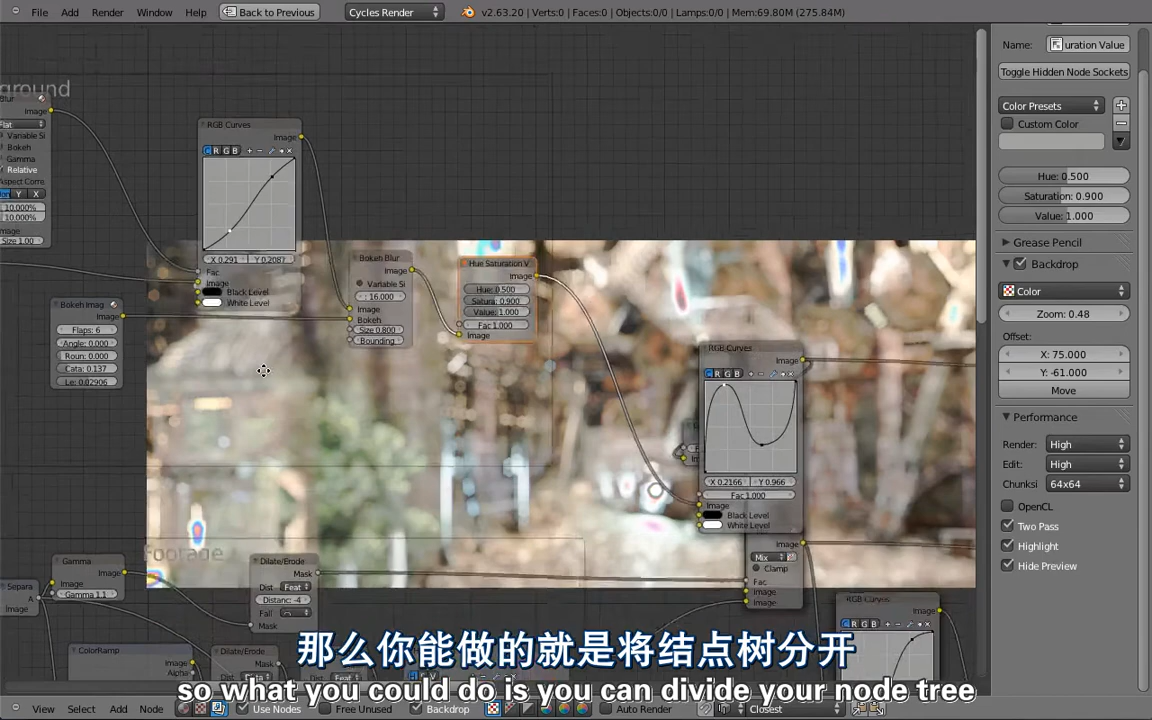 File Add Render Window Help Back to Previous Cycles Render v2.63.20 | Verts:0 | Faces:0 | Objects:0/0 | Lamps:0/0 | Mem:69.80M (275.84M)
Name: uration Value
Toggle Hidden Node Sockets
Color Presets
Custom Color
Hue: 0.500
Saturation: 0.900
Value: 1.000
Grease Pencil
Backdrop
Color
Zoom: 0.48
Offset:
X: 75.000
Y: -61.000
Move
Performance
Render: High
Edit: High
Chunksi 64x64
OpenCL
Two Pass
Highlight
Hide Preview
ground
Blur
Image
Flat
Variable Si
Bokeh
Gamma
Relative
Aspect Corre
Y X
10.000%
10.000%
Size 1.00
RGB Curves
Image
C R G B
X 0.291 Y 0.2087
Fac.
Image
Black Level
White Level
Bokeh Imag
Image
Flaps: 6
Angle: 0.000
Roun: 0.000
Cata: 0.137
Le: 0.02906
Bokeh Blur
Image
Variable Si
: 16.000
Image
Bokeh
Size 0.800
Bounding
Hue Saturation V
Image
Hue: 0.500
Satura: 0.900
Value: 1.000
Fac 1.000
Image
RGB Curves
Image
C R G B
X 0.2166 Y 0.966
Fac 1.000
Image
Black Level
White Level
Image
Mix
Clamp
Fac
Image
Image
RGB Curves
Image
C R G B
Footage
Separa
Image
A
Image
Gamma
Image
Image
Gamma 1.1
Dilate/Erode
Mask
Dist Feat
Distanc: -4
Fall
Mask
ColorRamp
Image
Alpha
Dilate/Erode
Mask
那么你能做的就是将结点树分开
so what you could do is you can divide your node tree
View Select Add Node Use Nodes Free Unused Backdrop Auto Render Closest